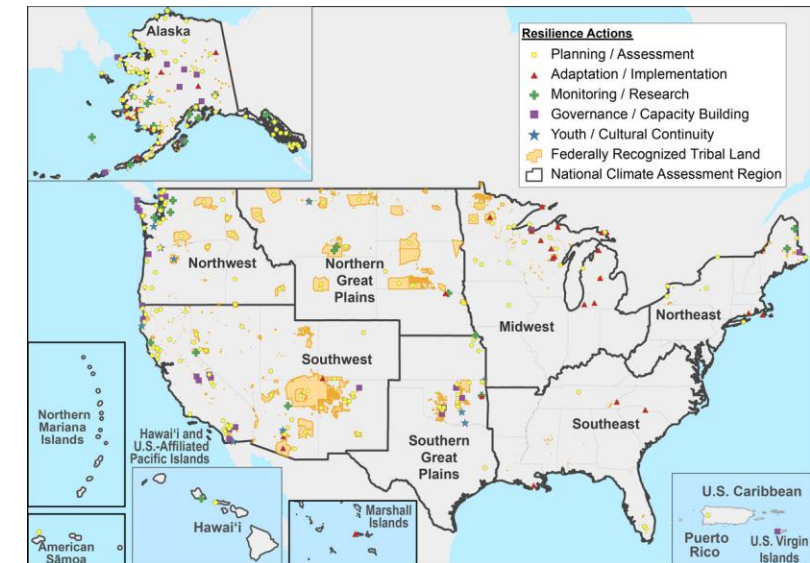 Alaska
Resilience Actions
Planning / Assessment
Adaptation / Implementation
Monitoring / Research
Governance / Capacity Building
Youth / Cultural Continuity
Federally Recognized Tribal Land
National Climate Assessment Region
Northwest
Northern
Great
Plains
Midwest
Northeast
Southwest
Southern
Great
Plains
Southeast
Northern
Mariana
Islands
Hawai‘i and
U.S.-Affiliated
Pacific Islands
American
Sāmoa
Hawai‘i
Marshall
Islands
U.S. Caribbean
Puerto
Rico
U.S. Virgin
Islands